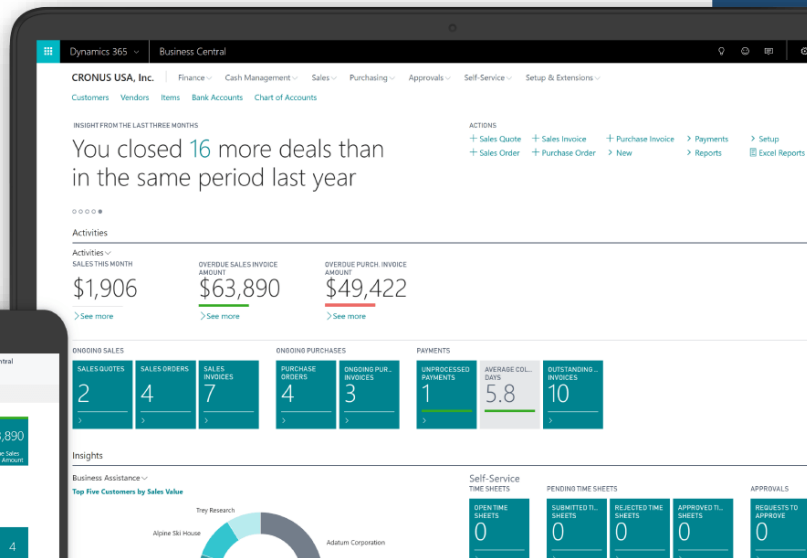 Dynamics 365 Business Central
CRONUS USA, Inc. Finance Cash Management Sales Purchasing Approvals Self-Service Setup & Extensions
Customers Vendors Items Bank Accounts Chart of Accounts
INSIGHT FROM THE LAST THREE MONTHS
You closed 16 more deals than
in the same period last year
ACTIONS
+ Sales Quote + Sales Invoice + Purchase Invoice > Payments > Setup
+ Sales Order + Purchase Order > New > Reports Excel Reports
Activities
Activities
SALES THIS MONTH
$1,906
>See more
OVERDUE SALES INVOICE
AMOUNT
$63,890
>See more
OVERDUE PURCH. INVOICE
AMOUNT
$49,422
>See more
ONGOING SALES
SALES QUOTES
2
SALES ORDERS
4
SALES
INVOICES
7
ONGOING PURCHASES
PURCHASE
ORDERS
4
ONGOING PUR...
INVOICES
3
PAYMENTS
UNPROCESSED
PAYMENTS
1
AVERAGE COL...
DAYS
5.8
OUTSTANDING ...
INVOICES
10
Insights
Business Assistance
Top Five Customers by Sales Value
Trey Research
Alpine Ski House
Adatum Corporation
Self-Service
TIME SHEETS
OPEN TIME
SHEETS
0
PENDING TIME SHEETS
SUBMITTED TI...
SHEETS
0
REJECTED TIME
SHEETS
0
APPROVED TI...
SHEETS
0
APPROVALS
REQUESTS TO
APPROVE
0
ntral
3,890
ue Sales
Amount
4